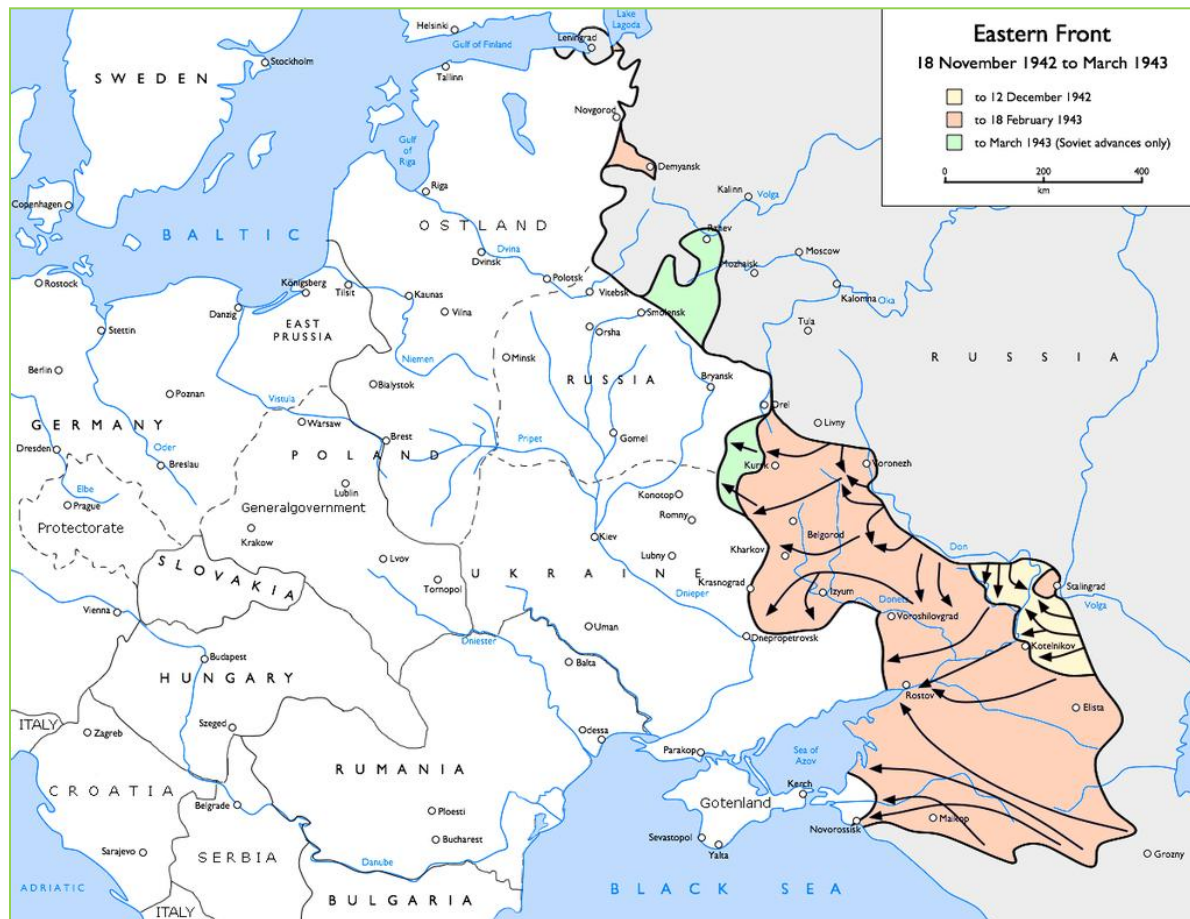 Eastern Front
18 November 1942 to March 1943
to 12 December 1942
to 18 February 1943
to March 1943 (Soviet advances only)
0
200
400
km
Helsinki
Lake
Lagoda
Leningrad
Gulf of Finland
Stockholm
SWEDEN
Tallinn
Novgorod
Gulf
of
Riga
Demyansk
Kalinn
Volga
Riga
Copenhagen
OSTLAND
Rzhev
BALTIC
Dvina
Moscow
Dvinsk
Mozhaisk
Polotsk
Rostock
Königsberg
Tilsit
Kaunas
Vitebsk
Kalomna
Oka
Danzig
Vilna
Smolensk
Stettin
EAST
PRUSSIA
Orsha
Tula
Niemen
Minsk
RUSSIA
Berlin
Bialystok
RUSSIA
Bryansk
Poznan
Vistula
Orel
Warsaw
Livny
GERMANY
Gomel
Dresden
Oder
Brest
Pripet
POLAND
Breslau
Kursk
Voronezh
Elbe
Lublin
Konotop
Prague
Generalgovernment
Protectorate
Romny
Krakow
Kiev
Belgorod
Don
Lvov
Lubny
Kharkov
SLOVAKIA
Tornopol
UKRAINE
Krasnograd
Stalingrad
Dnieper
Izyum
Donets
Volga
Vienna
Voroshilovgrad
Uman
Dnepropetrovsk
Dniester
Kotelnikov
Budapest
Balta
HUNGARY
Rostov
Elista
ITALY
Szeged
Odessa
Zagreb
Parakop
Sea of
Azov
RUMANIA
Kerch
CROATIA
Gotenland
Belgrade
Ploesti
Maikop
Novorossisk
Sevastopol
Bucharest
Yalta
Sarajevo
SERBIA
Grozny
Danube
ADRIATIC
BLACK SEA
BULGARIA
ITALY